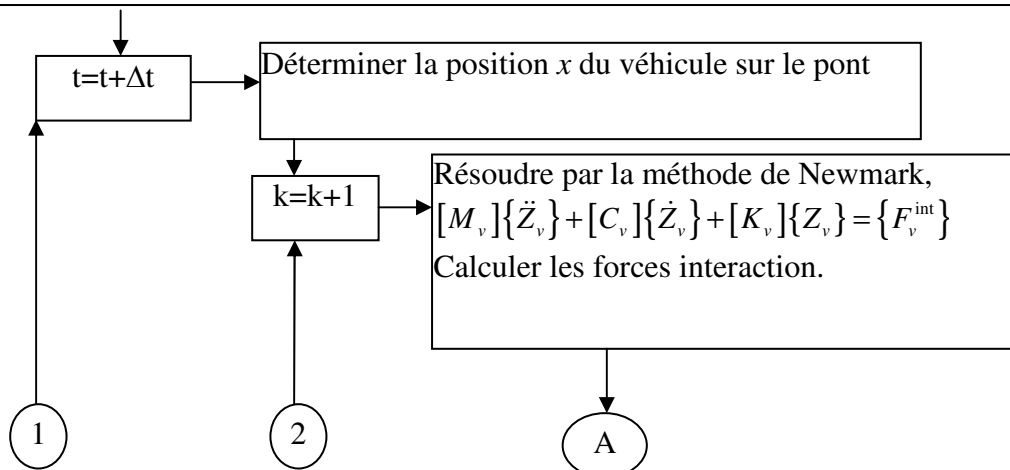 t=t+Δt
Déterminer la position x du véhicule sur le pont
k=k+1
Résoudre par la méthode de Newmark,
[M_v]{Z̈_v}+[C_v]{Ż_v}+[K_v]{Z_v}={F_v^int}
Calculer les forces interaction.
1
2
A